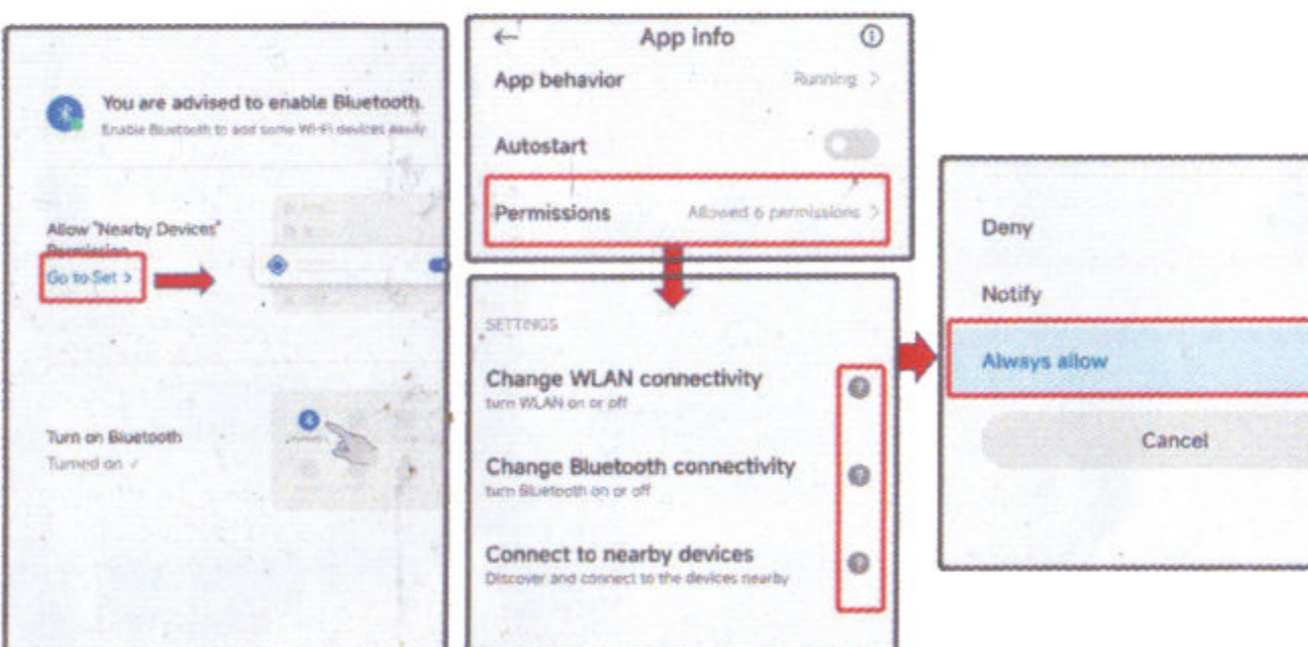 You are advised to enable Bluetooth.
Enable Bluetooth to add some Wi-Fi devices easily
Allow "Nearby Devices"
Permission
Go to Set >
Turn on Bluetooth
Turned on ✓
← App info
App behavior Running >
Autostart
Permissions Allowed 6 permissions >
SETTINGS
Change WLAN connectivity
turn WLAN on or off
?
Change Bluetooth connectivity
turn Bluetooth on or off
?
Connect to nearby devices
Discover and connect to the devices nearby
?
Deny
Notify
Always allow
Cancel